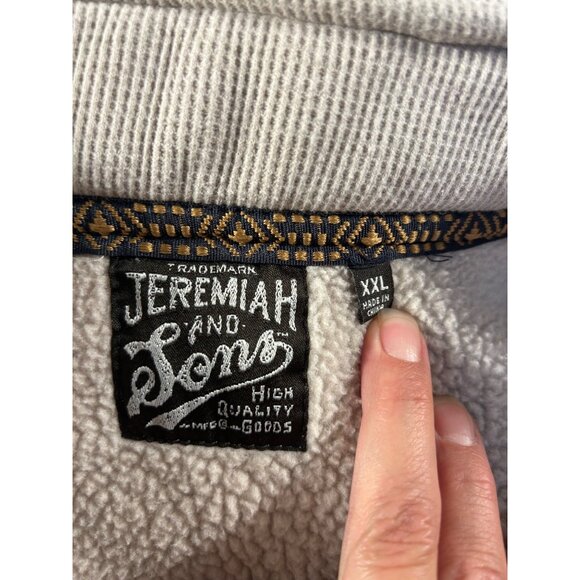 TRADEMARK
JEREMIAH
AND
Sons
HIGH
QUALITY
MFG GOODS
XXL
MADE IN
CHINA